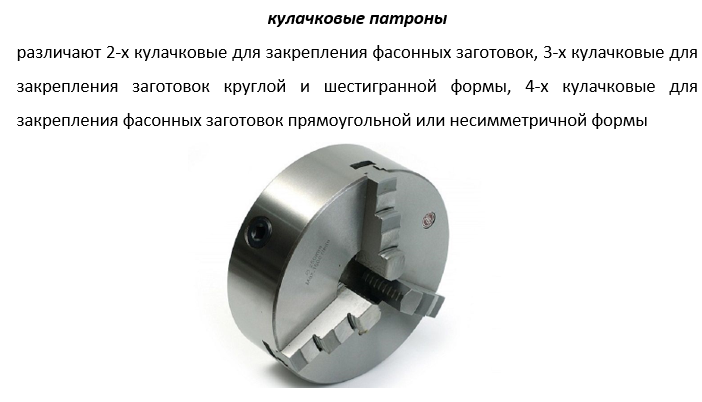 кулачковые патроны
различают 2-х кулачковые для закрепления фасонных заготовок, 3-х кулачковые для
закрепления заготовок круглой и шестигранной формы, 4-х кулачковые для
закрепления фасонных заготовок прямоугольной или несимметричной формы